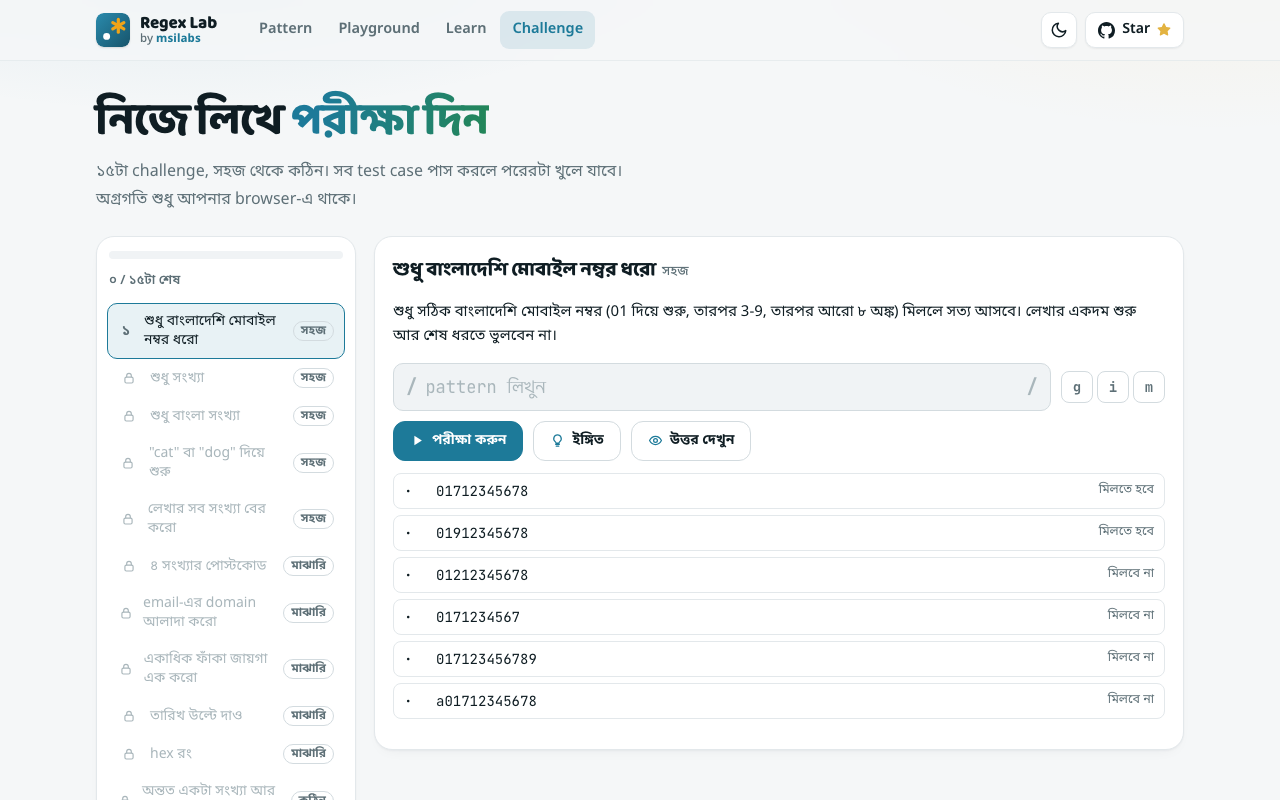 Regex Lab
by msilabs
Pattern
Playground
Learn
Challenge
Star
নিজে লিখে পরীক্ষা দিন
১৫টা challenge, সহজ থেকে কঠিন। সব test case পাস করলে পরেরটা খুলে যাবে।
অগ্রগতি শুধু আপনার browser-এ থাকে।
০ / ১৫টা শেষ
১ শুধু বাংলাদেশি মোবাইল নম্বর ধরো সহজ
শুধু সংখ্যা সহজ
শুধু বাংলা সংখ্যা সহজ
"cat" বা "dog" দিয়ে
শুরু
সহজ
লেখার সব সংখ্যা বের
করো
সহজ
৪ সংখ্যার পোস্টকোড মাঝারি
email-এর domain
আলাদা করো
মাঝারি
একাধিক ফাঁকা জায়গা
এক করো
মাঝারি
তারিখ উল্টে দাও মাঝারি
hex রং মাঝারি
অন্তত একটা সংখ্যা আর
কঠিন
শুধু বাংলাদেশি মোবাইল নম্বর ধরো সহজ
শুধু সঠিক বাংলাদেশি মোবাইল নম্বর (01 দিয়ে শুরু, তারপর 3-9, তারপর আরো ৮ অঙ্ক) মিললে সত্য আসবে। লেখার একদম শুরু
আর শেষ ধরতে ভুলবেন না।
/ pattern লিখুন /
g i m
পরীক্ষা করুন
ইঙ্গিত
উত্তর দেখুন
· 01712345678 মিলতে হবে
· 01912345678 মিলতে হবে
· 01212345678 মিলবে না
· 0171234567 মিলবে না
· 017123456789 মিলবে না
· a01712345678 মিলবে না